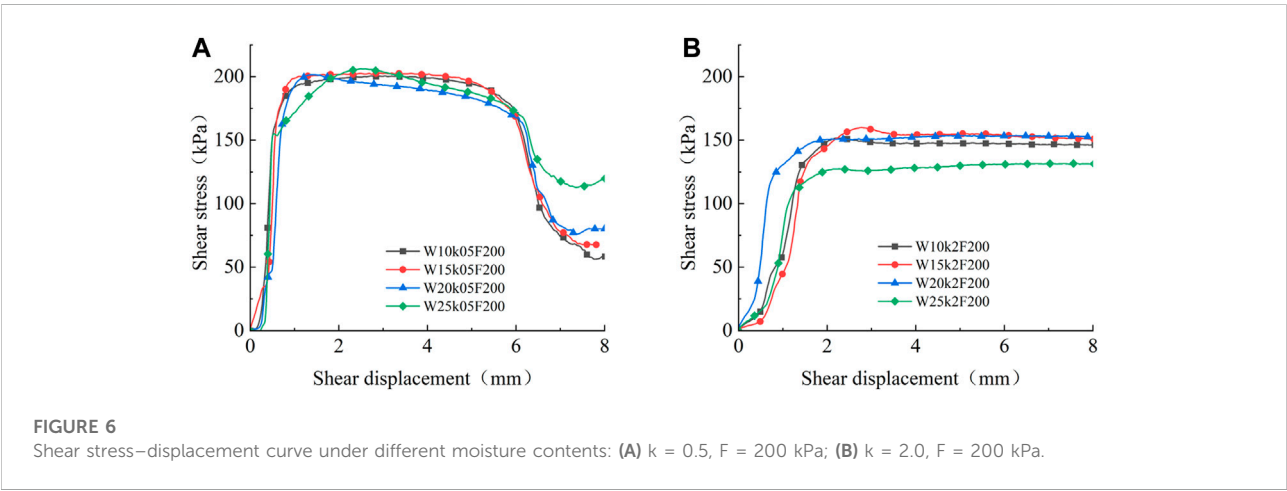 A
200
150
100
50
0
0
2
4
6
8
Shear stress（kPa）
Shear displacement（mm）
W10k05F200
W15k05F200
W20k05F200
W25k05F200
B
200
150
100
50
0
0
2
4
6
8
Shear stress（kPa）
Shear displacement（mm）
W10k2F200
W15k2F200
W20k2F200
W25k2F200
FIGURE 6
Shear stress–displacement curve under different moisture contents: (A) k = 0.5, F = 200 kPa; (B) k = 2.0, F = 200 kPa.